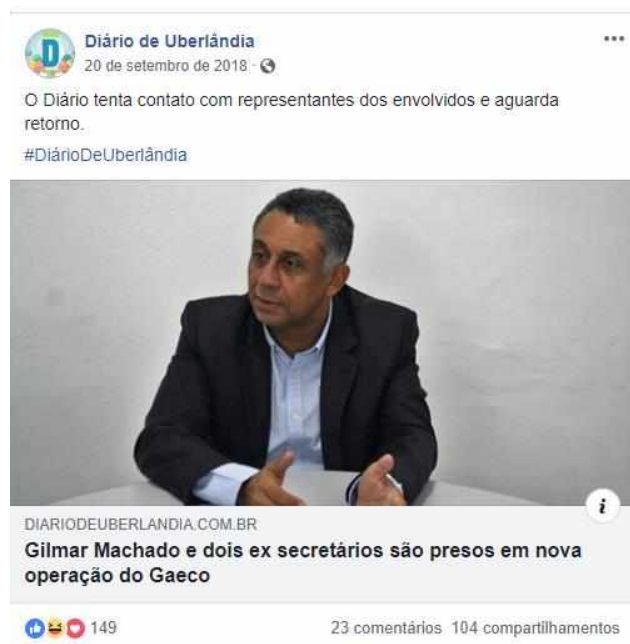 Diário de Uberlândia
20 de setembro de 2018 ·
O Diário tenta contato com representantes dos envolvidos e aguarda
retorno.
#DiárioDeUberlândia
DIARIODEUBERLANDIA.COM.BR
Gilmar Machado e dois ex secretários são presos em nova
operação do Gaeco
149
23 comentários 104 compartilhamentos